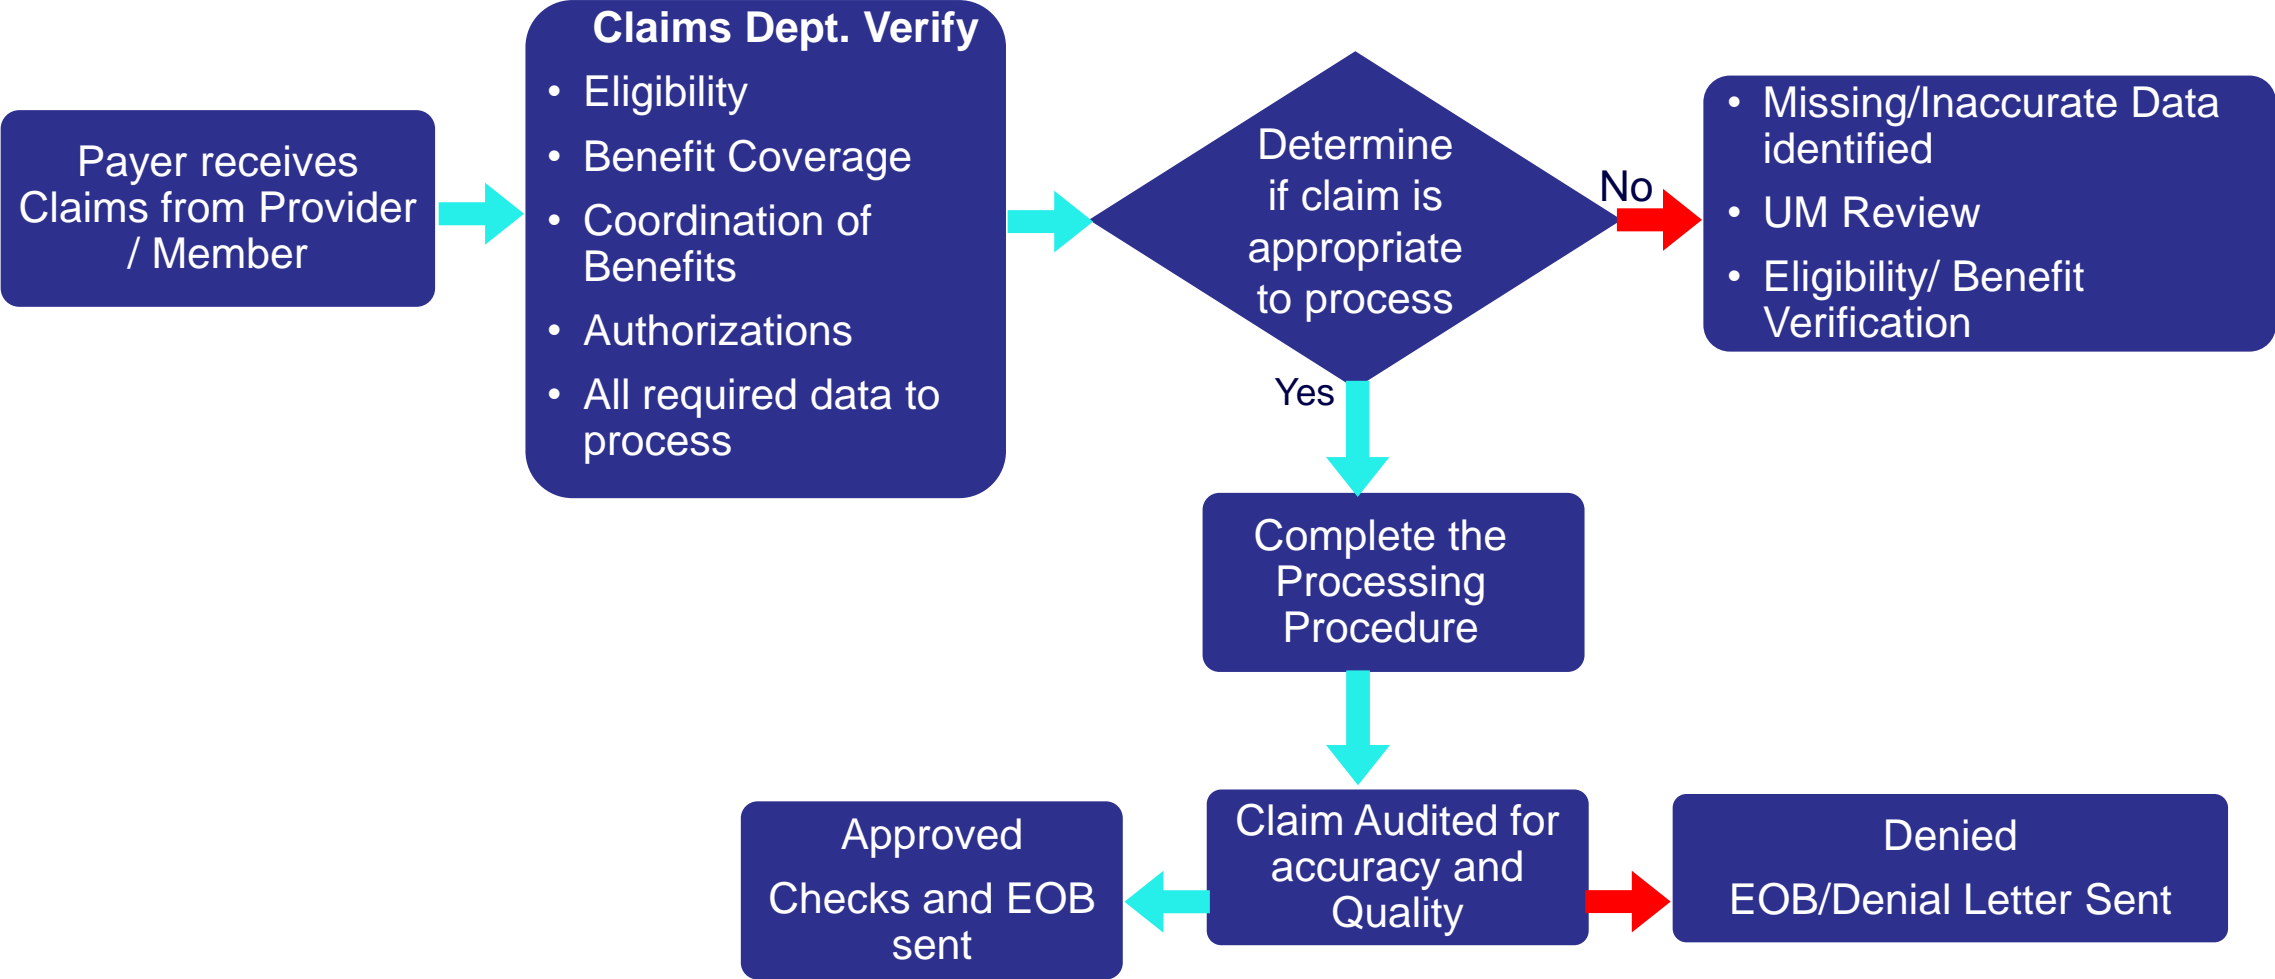 Payer receives
Claims from Provider
/ Member
Claims Dept. Verify
• Eligibility
• Benefit Coverage
• Coordination of
Benefits
• Authorizations
• All required data to
process
Determine
if claim is
appropriate
to process
No
• Missing/Inaccurate Data
identified
• UM Review
• Eligibility/ Benefit
Verification
Yes
Complete the
Processing
Procedure
Claim Audited for
accuracy and
Quality
Approved
Checks and EOB
sent
Denied
EOB/Denial Letter Sent